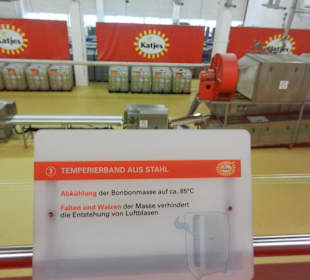 Katjes
Katjes
Katjes
2 TEMPERIERBAND AUS STAHL
Abkühlung der Bonbonmasse auf ca. 85°C
Falten und Walzen der Masse verhindert
die Entstehung von Luftblasen